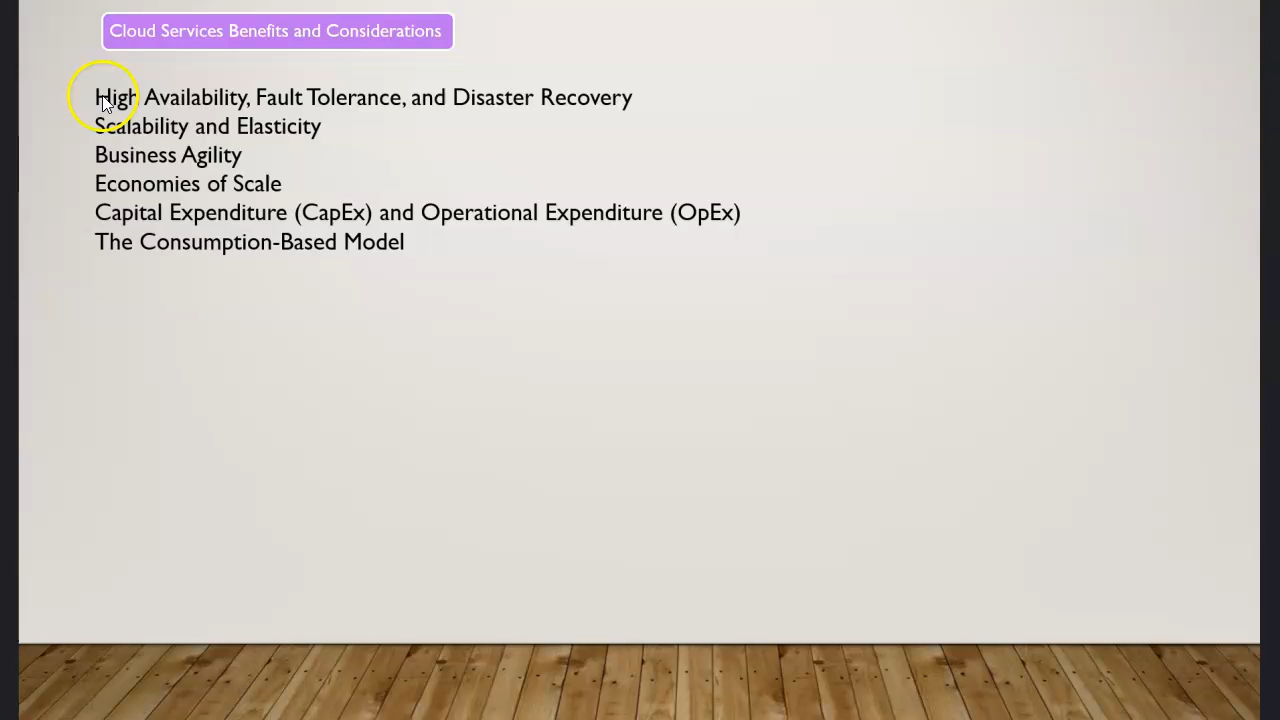 Cloud Services Benefits and Considerations
High Availability, Fault Tolerance, and Disaster Recovery
Scalability and Elasticity
Business Agility
Economies of Scale
Capital Expenditure (CapEx) and Operational Expenditure (OpEx)
The Consumption-Based Model